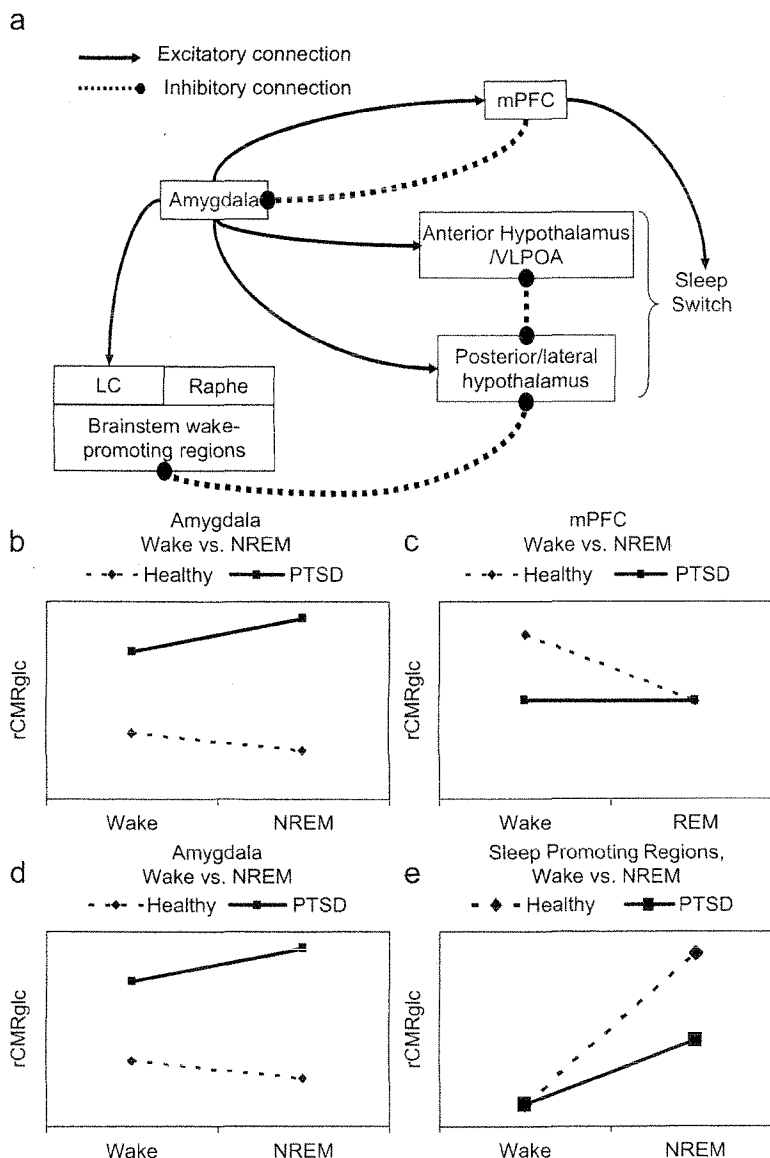 a
Excitatory connection
Inhibitory connection
mPFC
Amygdala
Anterior Hypothalamus
/VLPOA
Sleep
Switch
Posterior/lateral
hypothalamus
LC
Raphe
Brainstem wake-
promoting regions
b
Amygdala
Wake vs. NREM
Healthy
PTSD
rCMRglc
Wake
NREM
c
mPFC
Wake vs. NREM
Healthy
PTSD
rCMRglc
Wake
REM
d
Amygdala
Wake vs. NREM
Healthy
PTSD
rCMRglc
Wake
NREM
e
Sleep Promoting Regions,
Wake vs. NREM
Healthy
PTSD
rCMRglc
Wake
NREM